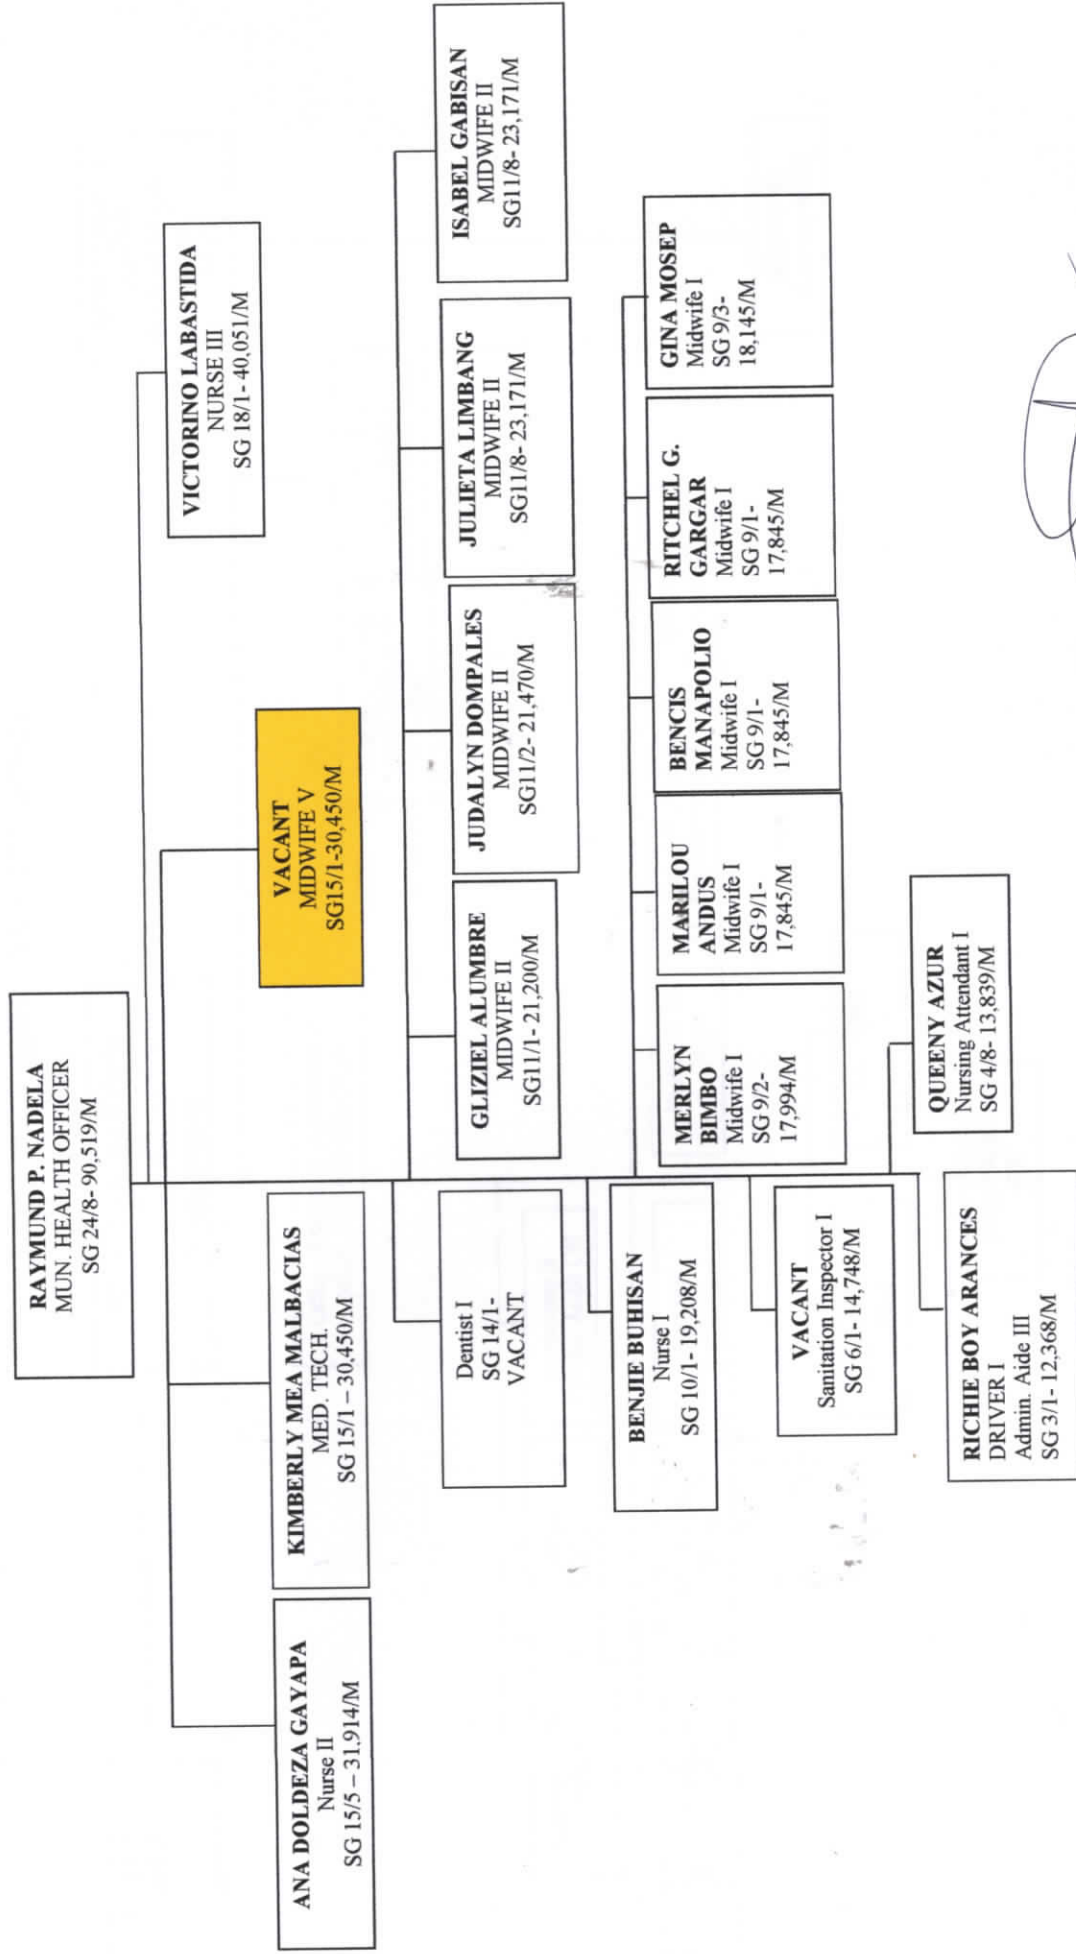 RAYMUND P. NADELA
MUN. HEALTH OFFICER
SG 24/8- 90,519/M
VICTORINO LABASTIDA
NURSE III
SG 18/1- 40,051/M
VACANT
MIDWIFE V
SG15/1-30,450/M
ANA DOLDEZA GAYAPA
Nurse II
SG 15/5 – 31.914/M
KIMBERLY MEA MALBACIAS
MED. TECH.
SG 15/1 – 30,450/M
Dentist I
SG 14/1-
VACANT
GLIZIEL ALUMBRE
MIDWIFE II
SG11/1- 21,200/M
JUDALYN DOMPALES
MIDWIFE II
SG11/2- 21,470/M
JULIETA LIMBANG
MIDWIFE II
SG11/8- 23,171/M
ISABEL GABISAN
MIDWIFE II
SG11/8- 23,171/M
BENJIE BUHISAN
Nurse I
SG 10/1- 19,208/M
MERLYN
BIMBO
Midwife I
SG 9/2-
17,994/M
MARILOU
ANDUS
Midwife I
SG 9/1-
17,845/M
BENCIS
MANAPOLIO
Midwife I
SG 9/1-
17,845/M
RITCHEL G.
GARGAR
Midwife I
SG 9/1-
17,845/M
GINA MOSEP
Midwife I
SG 9/3-
18,145/M
VACANT
Sanitation Inspector I
SG 6/1- 14,748/M
QUEENY AZUR
Nursing Attendant I
SG 4/8- 13,839/M
RICHIE BOY ARANCES
DRIVER I
Admin. Aide III
SG 3/1- 12,368/M